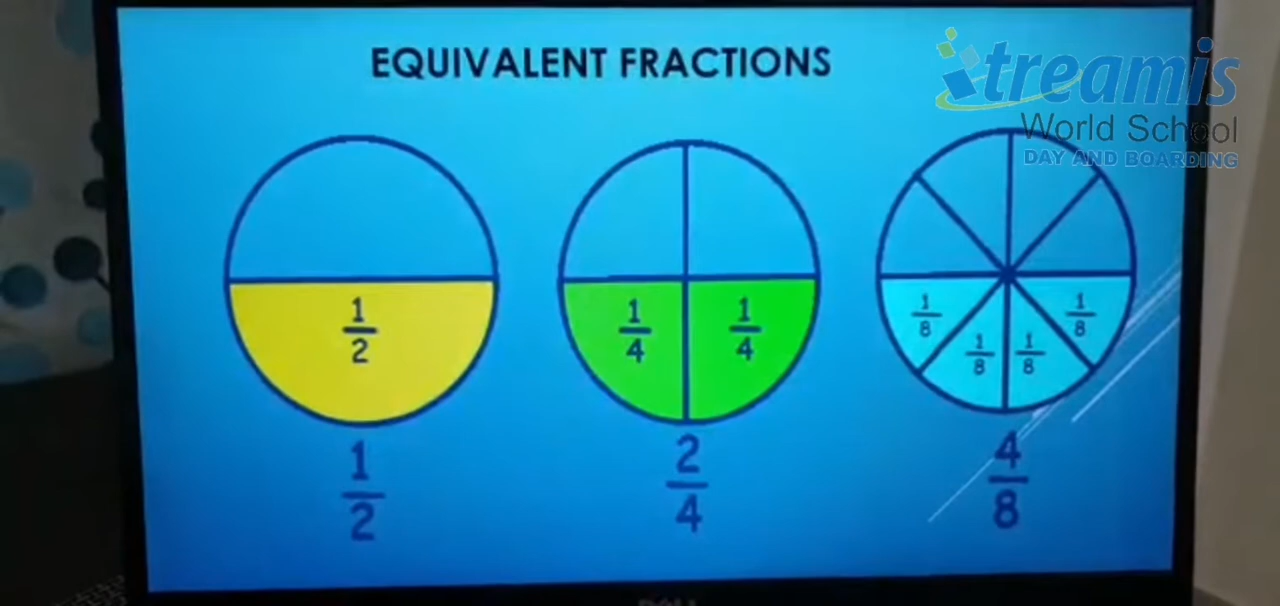 EQUIVALENT FRACTIONS
treamis
World School
DAY AND BOARDING
1/2
1/4 1/4
1/8 1/8 1/8 1/8
1/2
2/4
4/8